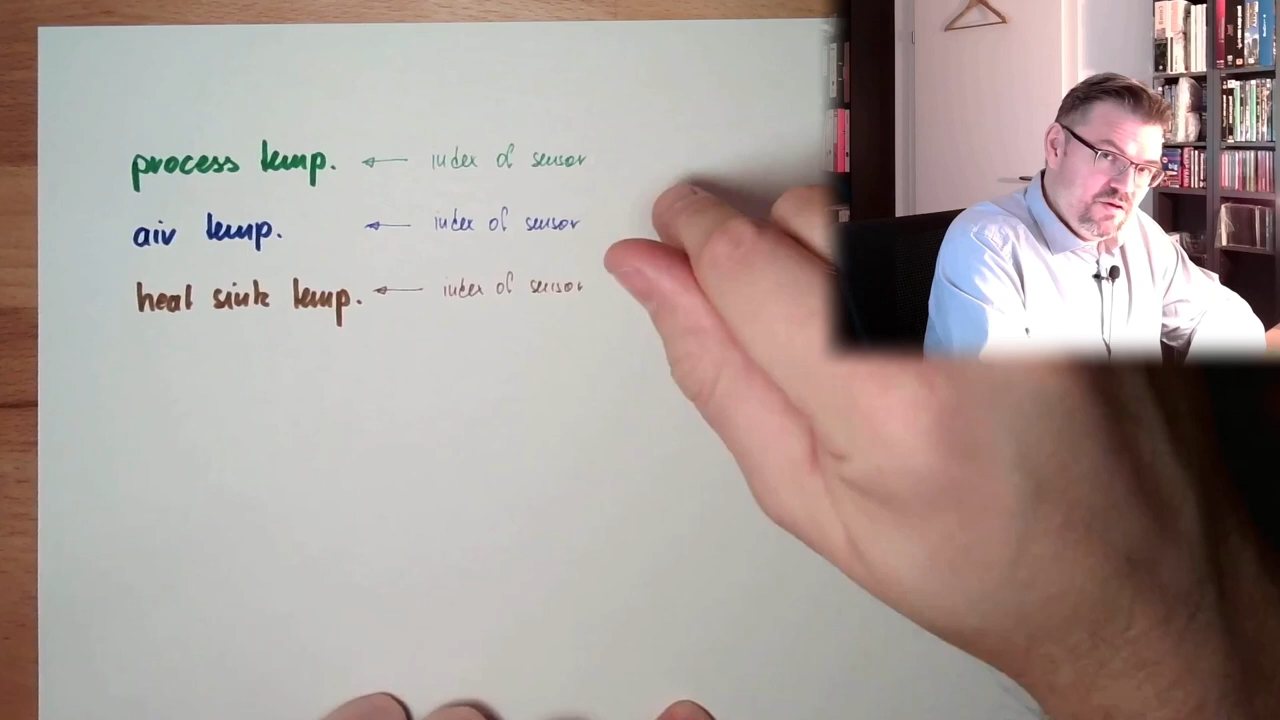 process temp. ← index of sensor
air temp. ← index of sensor
heat sink temp. ← index of sensor